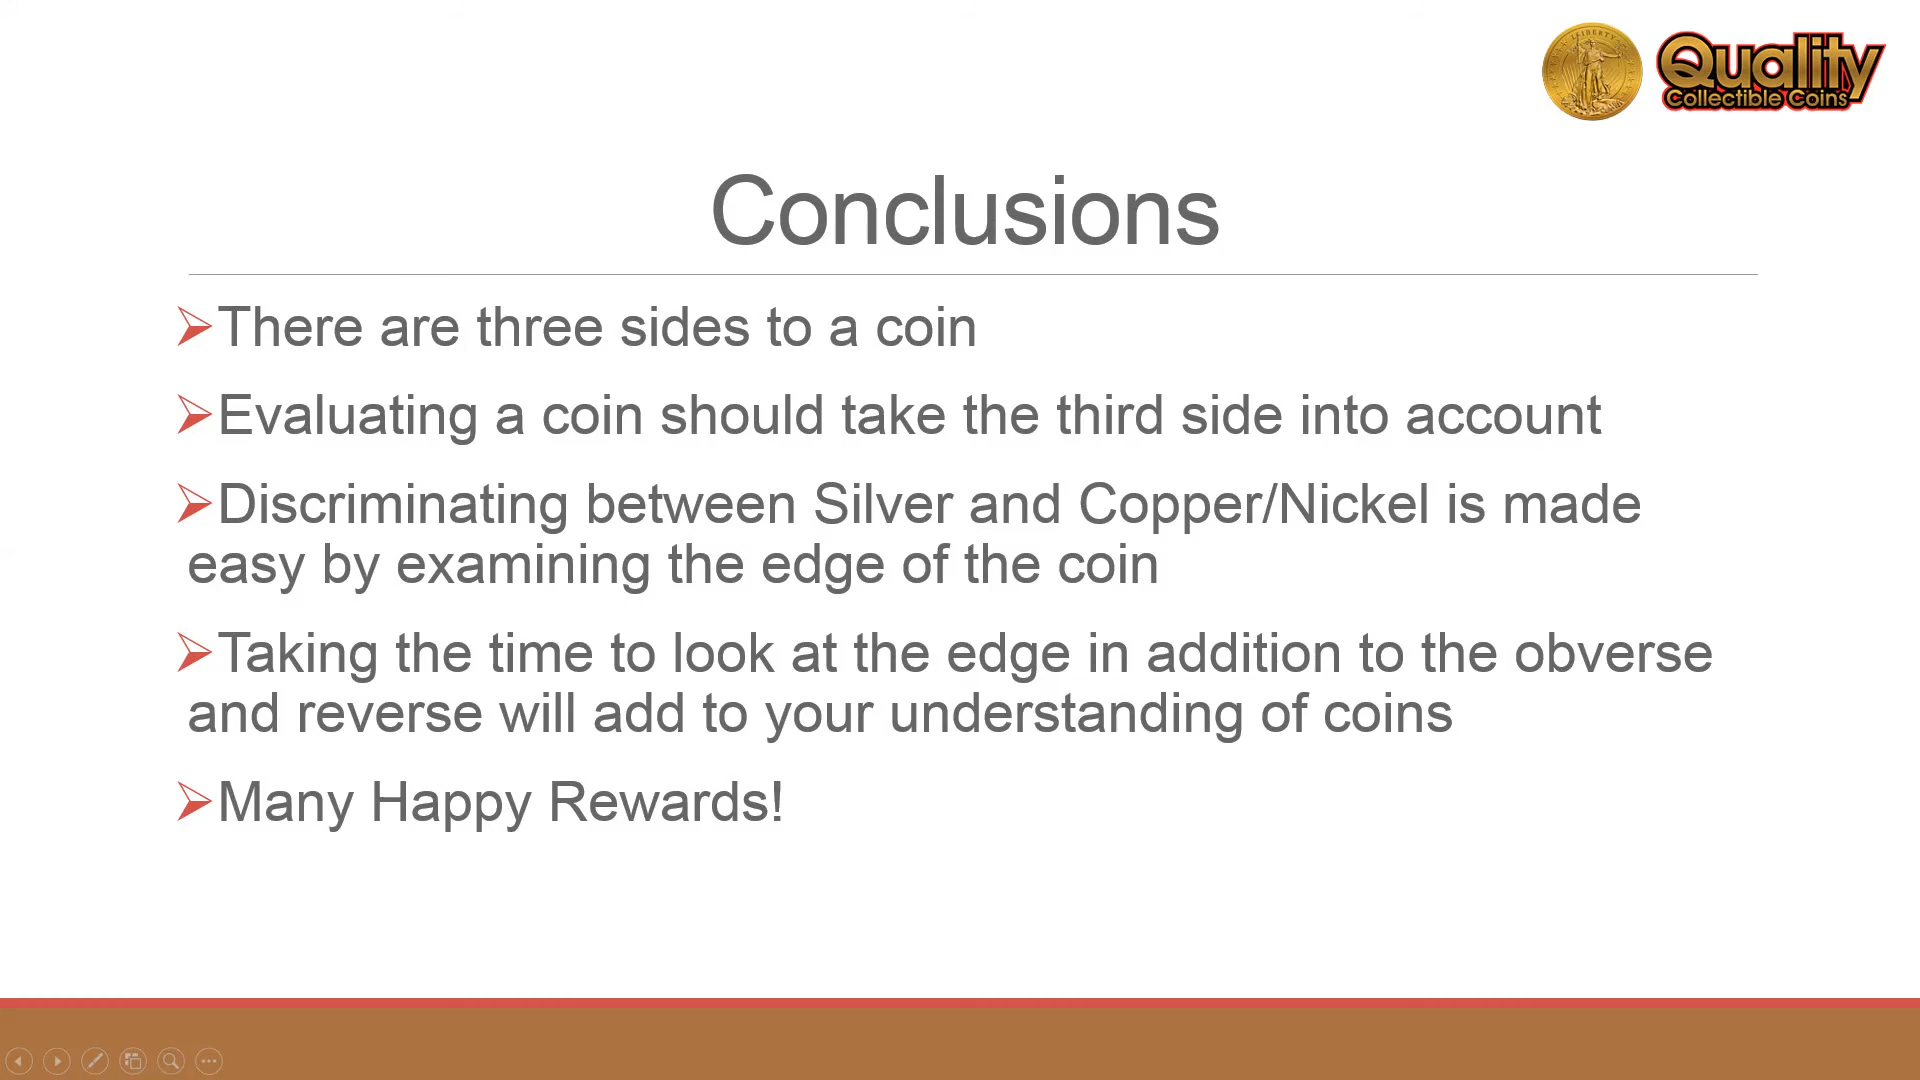 Quality
Collectible Coins
Conclusions
There are three sides to a coin
Evaluating a coin should take the third side into account
Discriminating between Silver and Copper/Nickel is made
easy by examining the edge of the coin
Taking the time to look at the edge in addition to the obverse
and reverse will add to your understanding of coins
Many Happy Rewards!